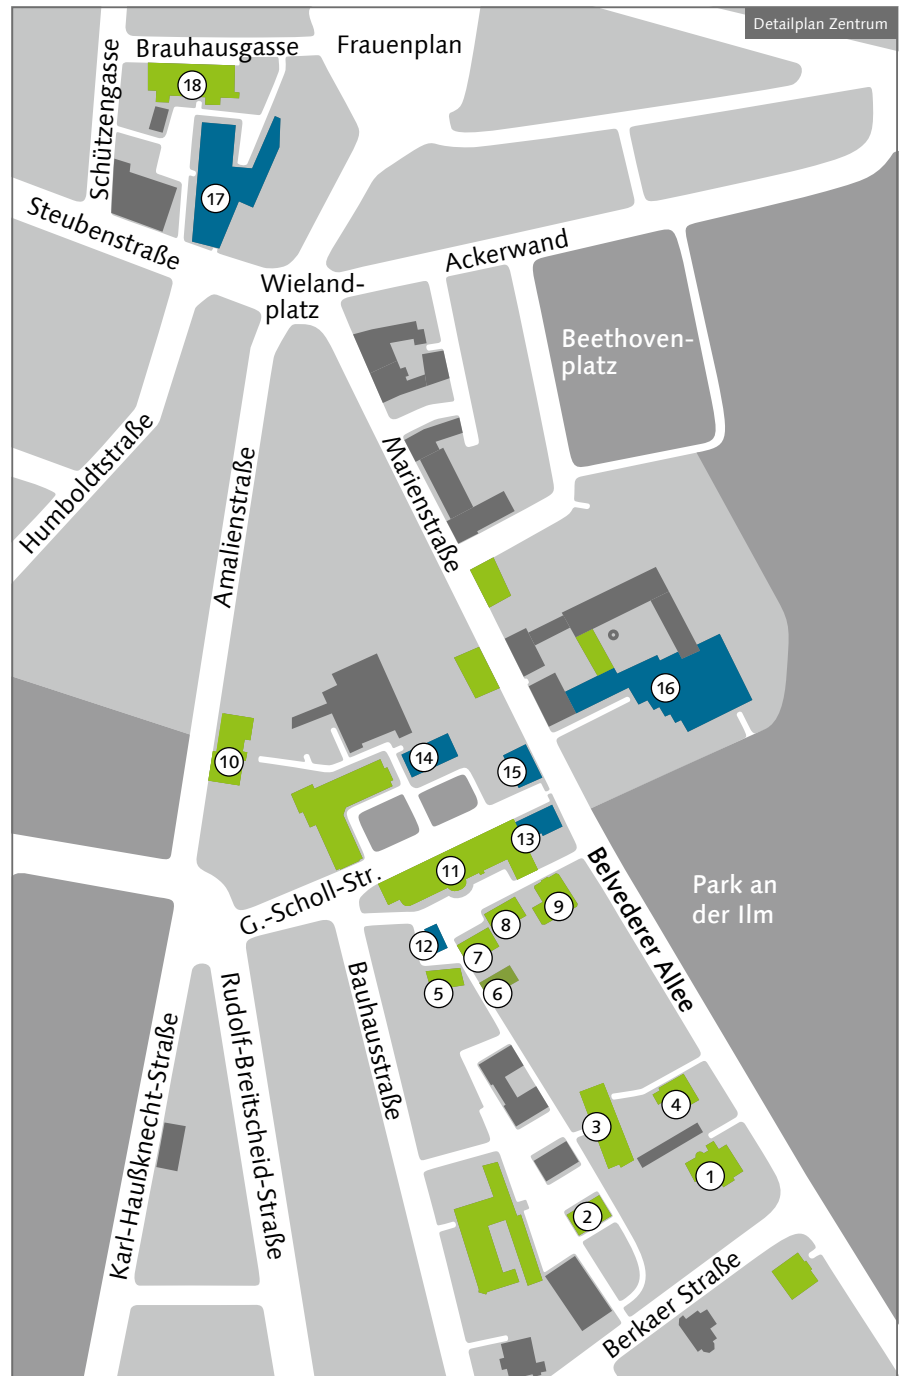 Detailplan Zentrum
Brauhausgasse
Frauenplan
Schützengasse
18
17
Steubenstraße
Ackerwand
Wieland-
platz
Beethoven-
platz
Humboldtstraße
Amalienstraße
Marienstraße
16
10
14
15
13
11
Belvederer Allee
Park an
der Ilm
G.-Scholl-Str.
9
8
12
7
5
6
Karl-Haußknecht-Straße
Rudolf-Breitscheid-Straße
Bauhausstraße
4
3
1
2
Berkaer Straße